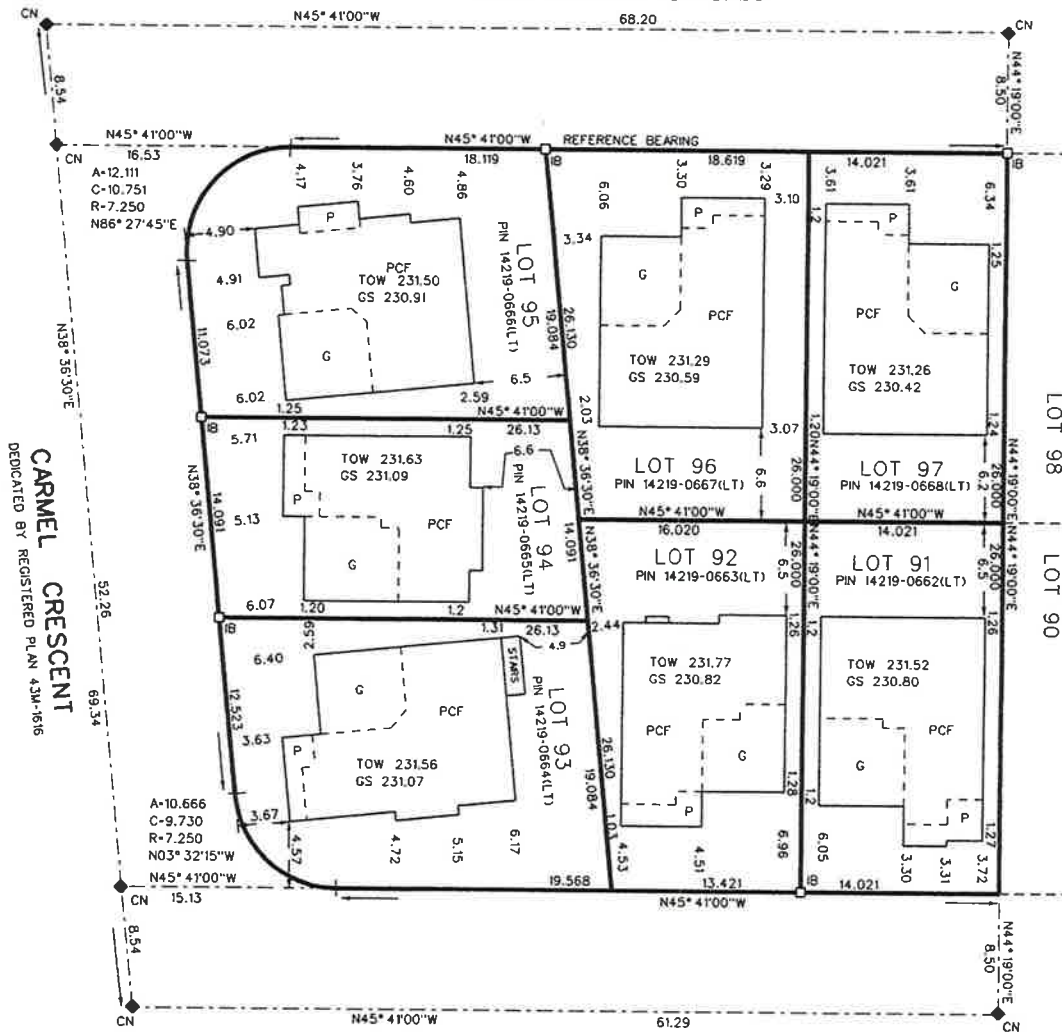 N45° 41'00"W
68.20
CN
CN
8.54
N44° 19'00"E
8.50
N45° 41'00"W
16.53
CN
N45° 41'00"W
REFERENCE BEARING
IB
IB
18.119
18.619
14.021
A=12.111
C=10.751
R=7.250
N86° 27'45"E
4.17
3.76
4.60
4.86
6.06
3.30
3.29
3.10
3.61
3.61
6.34
P
P
P
1.2
4.90
3.34
1.25
PCF
TOW 231.50
GS 230.91
LOT 95
PIN 14219-0666(LT)
4.91
G
G
6.02
PCF
PCF
26.130
19.084
11.073
G
TOW 231.29
GS 230.59
TOW 231.26
GS 230.42
6.02
6.5
2.59
1.25
N45° 41'00"W
2.03
3.07
1.20
1.24
LOT 98
N38° 36'30"E
IB
5.71
1.23
1.25
26.13
6.6
N38° 36'30"E
LOT 96
PIN 14219-0667(LT)
6.6
26.000
N44° 19'00"E
LOT 97
PIN 14219-0668(LT)
6.2
26.000
N44° 19'00"E
TOW 231.63
GS 231.09
P
N38° 36'30"E
14.091
5.13
PCF
G
LOT 94
PIN 14219-0665(LT)
14.091
N38° 36'30"E
N45° 41'00"W
16.020
N45° 41'00"W
14.021
LOT 92
PIN 14219-0663(LT)
26.000
6.5
N44° 19'00"E
LOT 91
PIN 14219-0662(LT)
26.000
6.5
N44° 19'00"E
LOT 90
CARMEL CRESCENT
DEDICATED BY REGISTERED PLAN 43M-1616
52.26
69.34
6.07
1.20
1.2
N45° 41'00"W
IB
2.59
1.31
26.13
4.9
2.44
1.26
1.2
1.26
6.40
STAIRS
G
PCF
TOW 231.77
GS 230.82
TOW 231.52
GS 230.80
12.523
3.63
P
LOT 93
PIN 14219-0664(LT)
TOW 231.56
GS 231.07
PCF
G
G
PCF
26.130
19.084
1.28
1.2
3.67
P
P
A=10.666
C=9.730
R=7.250
N03° 32'15"W
4.57
4.72
5.15
6.17
1.03
4.53
4.51
6.96
6.05
3.30
3.31
3.72
1.27
N45° 41'00"W
15.13
CN
19.568
13.421
IB
14.021
N45° 41'00"W
8.54
N44° 19'00"E
8.50
CN
N45° 41'00"W
61.29
CN